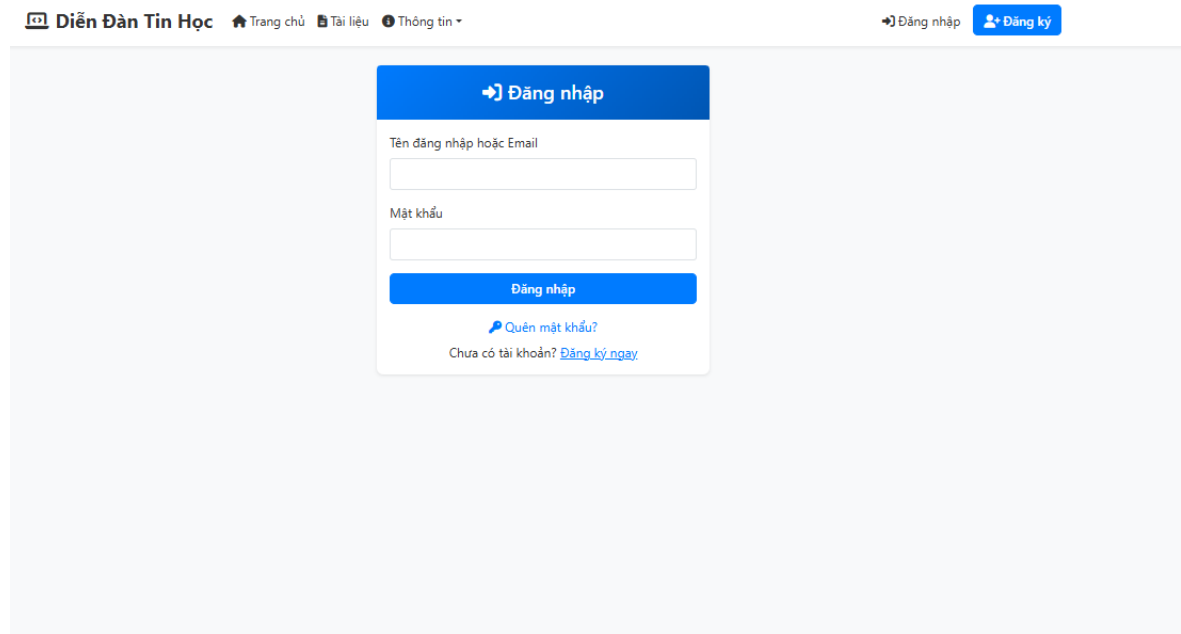 Diễn Đàn Tin Học Trang chủ Tài liệu Thông tin Đăng nhập Đăng ký
Đăng nhập
Tên đăng nhập hoặc Email
Mật khẩu
Đăng nhập
Quên mật khẩu?
Chưa có tài khoản? Đăng ký ngay